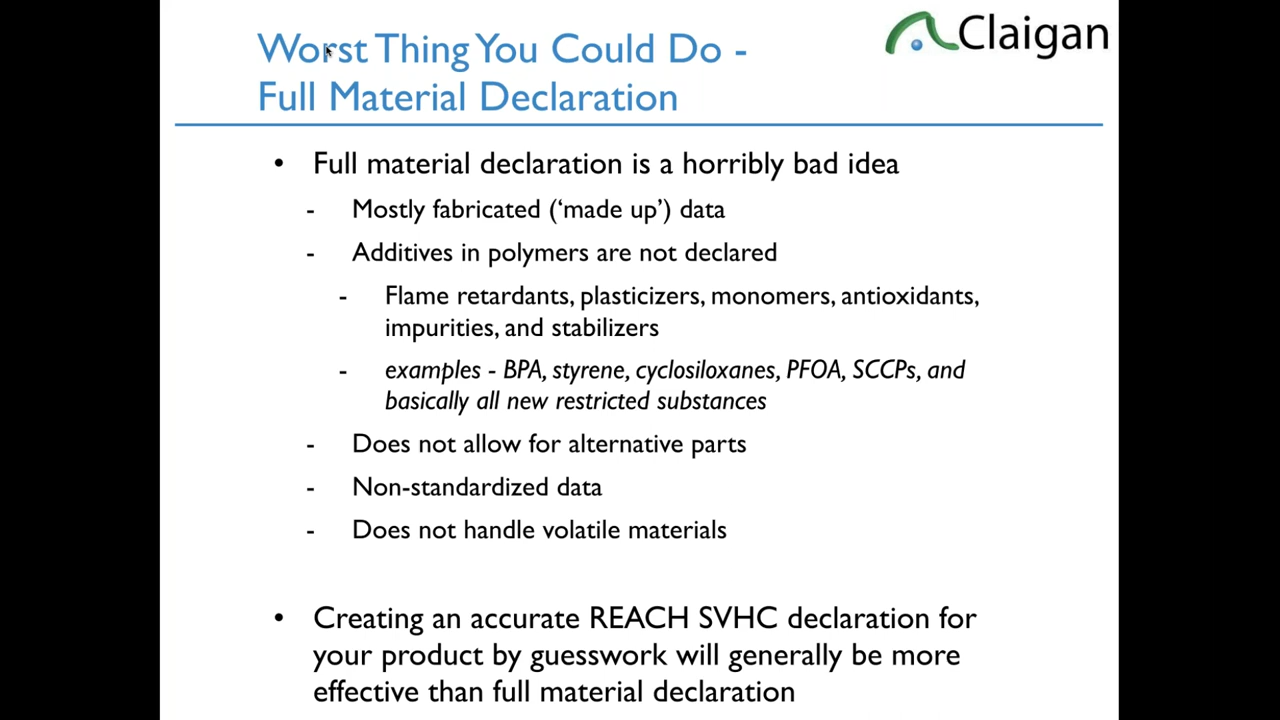 Worst Thing You Could Do -
Full Material Declaration
Claigan
• Full material declaration is a horribly bad idea
- Mostly fabricated (‘made up’) data
- Additives in polymers are not declared
- Flame retardants, plasticizers, monomers, antioxidants,
impurities, and stabilizers
- examples - BPA, styrene, cyclosiloxanes, PFOA, SCCPs, and
basically all new restricted substances
- Does not allow for alternative parts
- Non-standardized data
- Does not handle volatile materials
• Creating an accurate REACH SVHC declaration for
your product by guesswork will generally be more
effective than full material declaration